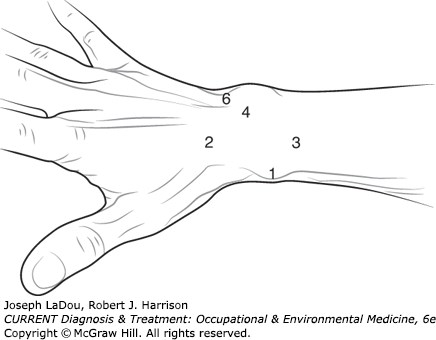 6
4
2
3
1
Joseph LaDou, Robert J. Harrison
CURRENT Diagnosis & Treatment: Occupational & Environmental Medicine, 6e
Copyright © McGraw Hill. All rights reserved.